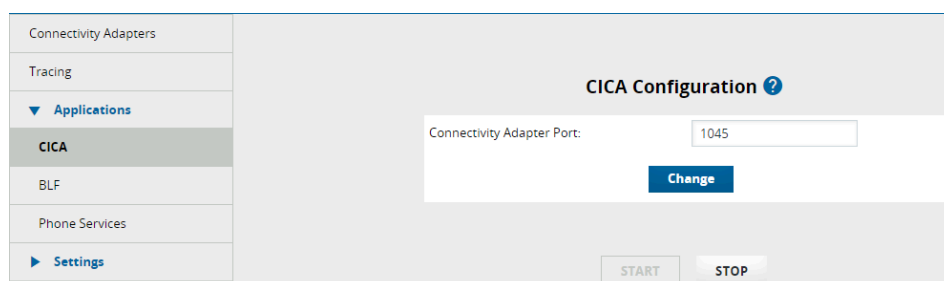 Connectivity Adapters
Tracing
Applications
CICA
BLF
Phone Services
Settings
CICA Configuration ?
Connectivity Adapter Port: 1045
Change
START STOP